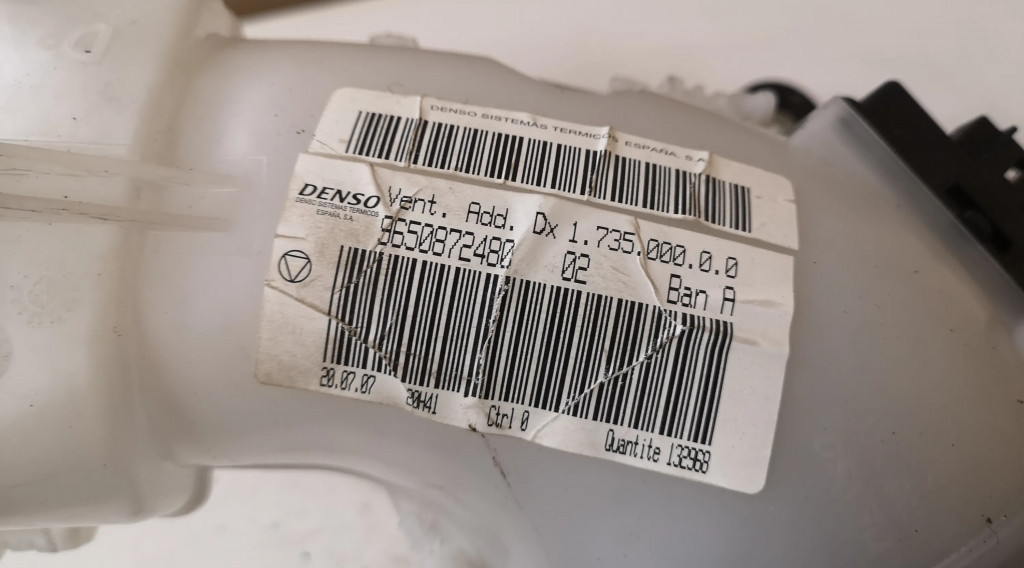 DENSO SISTEMAS TERMICOS ESPAÑA, S.A
DENSO Vent. Add. Dx 1.735.000.0.0
DENSO SISTEMAS TERMICOS
ESPAÑA, S.A.
9650872480 02 Ban A
20.07.07 20H41 Ctrl 0 Quantite 132968